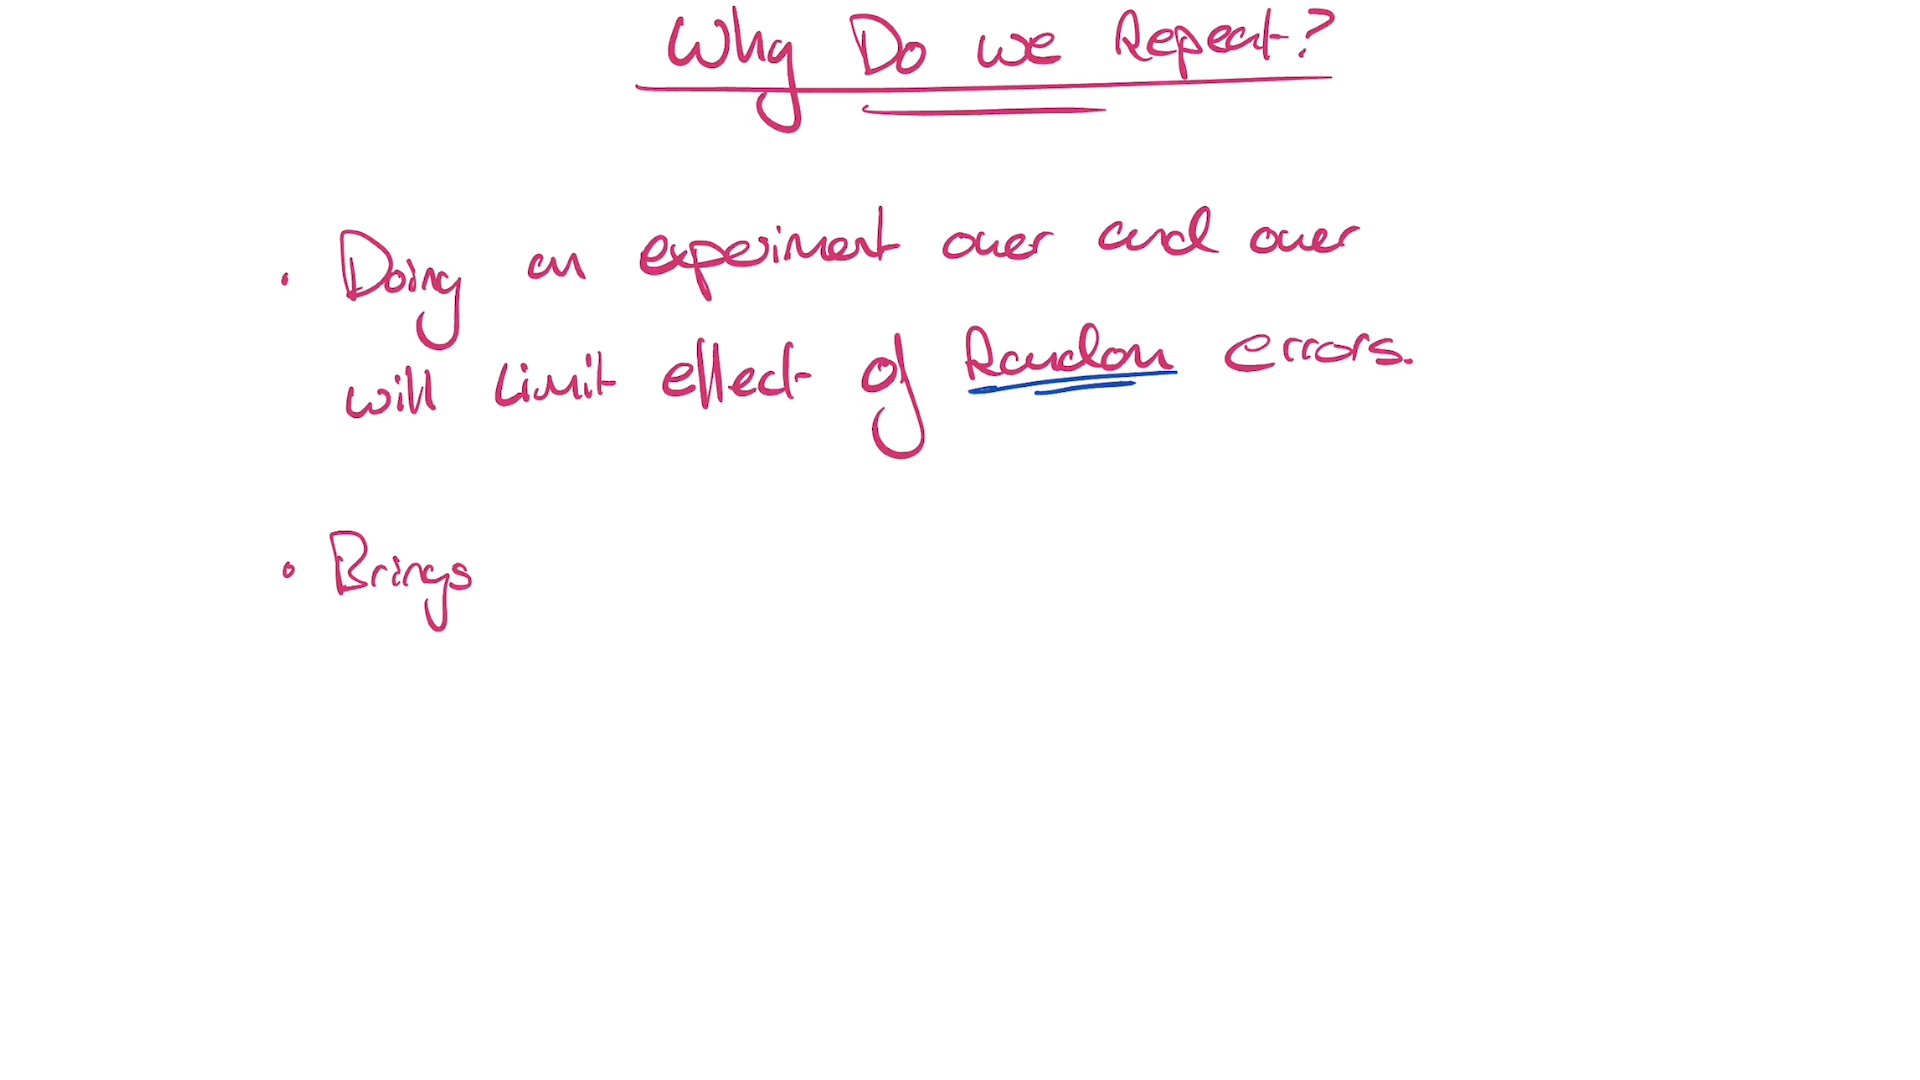 Why Do we Repeat?
• Doing an experiment over and over
will limit effect of Random errors.
• Brings